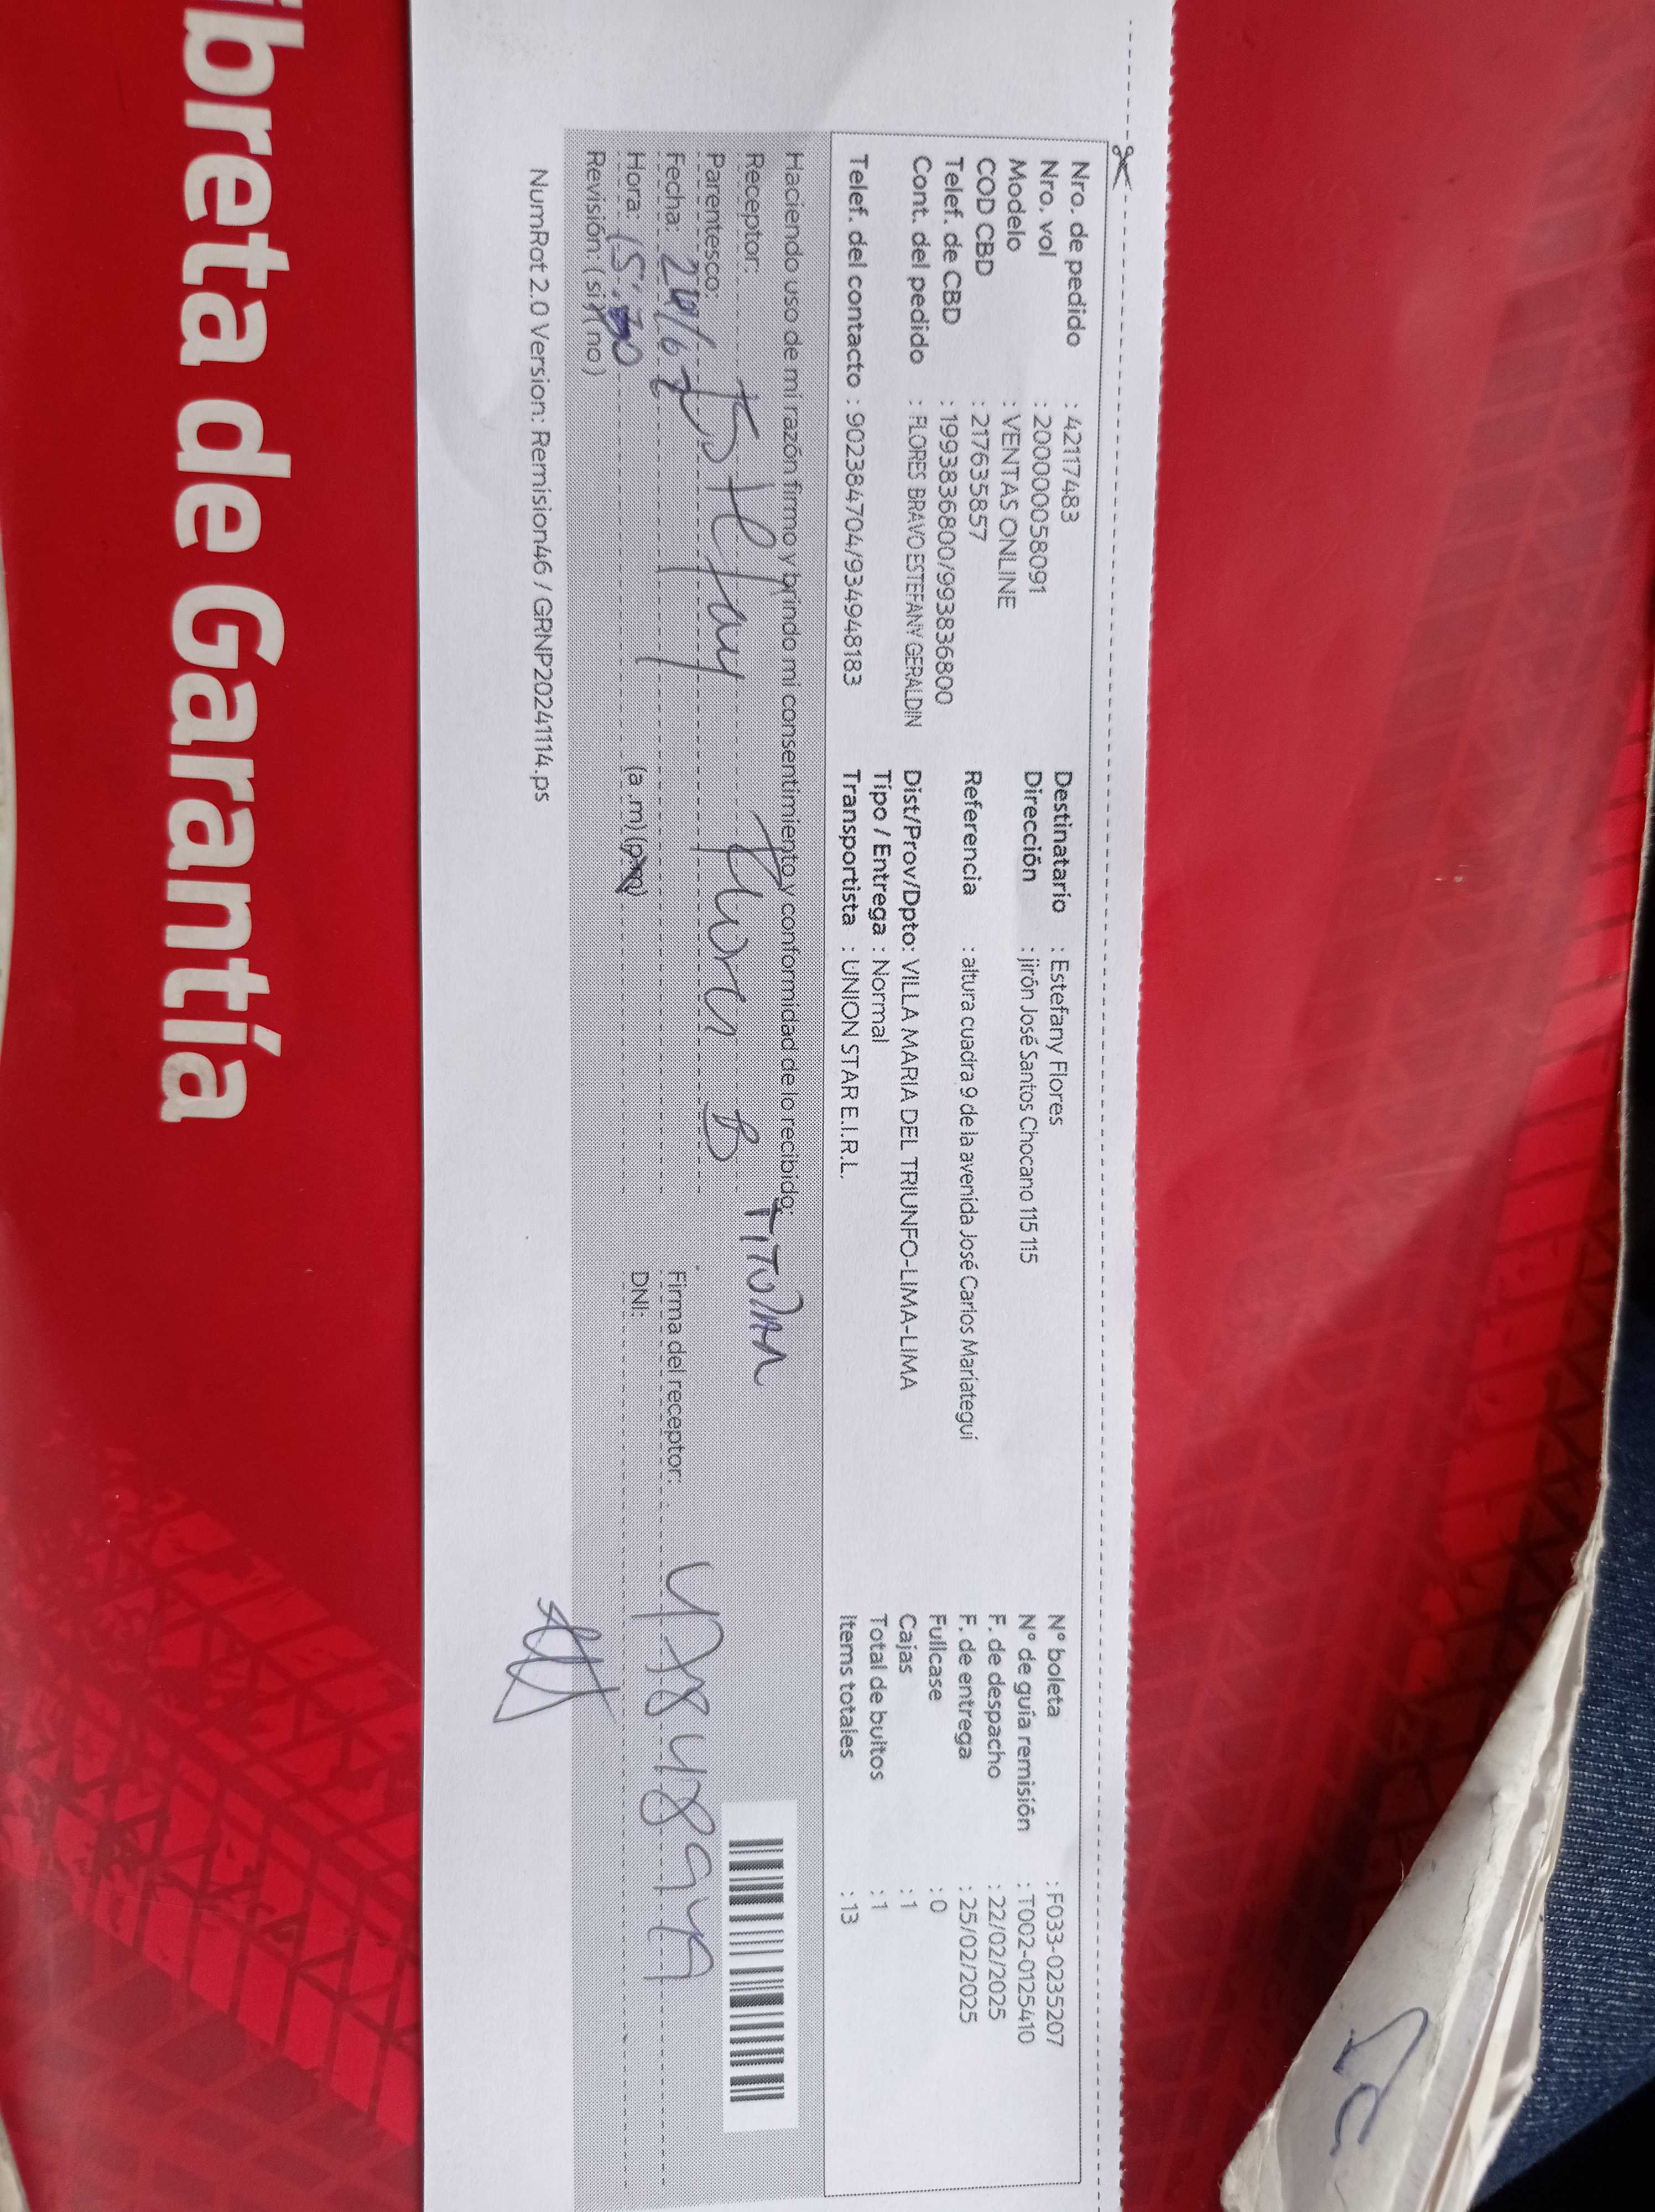 Nro. de pedido : 42117483
Nro. vol : 200000058091
Modelo : VENTAS ONLINE
COD CBD : 217635857
Telef. de CBD : 1993836800/993836800
Cont. del pedido : FLORES BRAVO ESTEFANY GERALDIN
Telef. del contacto : 902384704/934948183
Destinatario : Estefany Flores
Dirección : jirón José Santos Chocano 115 115
Referencia : altura cuadra 9 de la avenida José Carlos Mariategui
Dist/Prov/Dpto: VILLA MARIA DEL TRIUNFO-LIMA-LIMA
Tipo / Entrega : Normal
Transportista : UNION STAR E.I.R.L.
N° boleta : F033-0235207
N° de guía remisión : T002-0125410
F. de despacho : 22/02/2025
F. de entrega : 25/02/2025
Fullcase : 0
Cajas : 1
Total de bultos : 1
Items totales : 13
Haciendo uso de mi razón firmo y brindo mi consentimiento y conformidad de lo recibido:
Receptor: Flores B TITULAR
Parentesco:
Fecha:
Hora: 15: (a .m) (p.m)
Revisión: ( si ) ( no )
Firma del receptor:
DNI:
NumRot 2.0 Version: Remision46 / GRNP20241114.ps
ibreta de Garantía